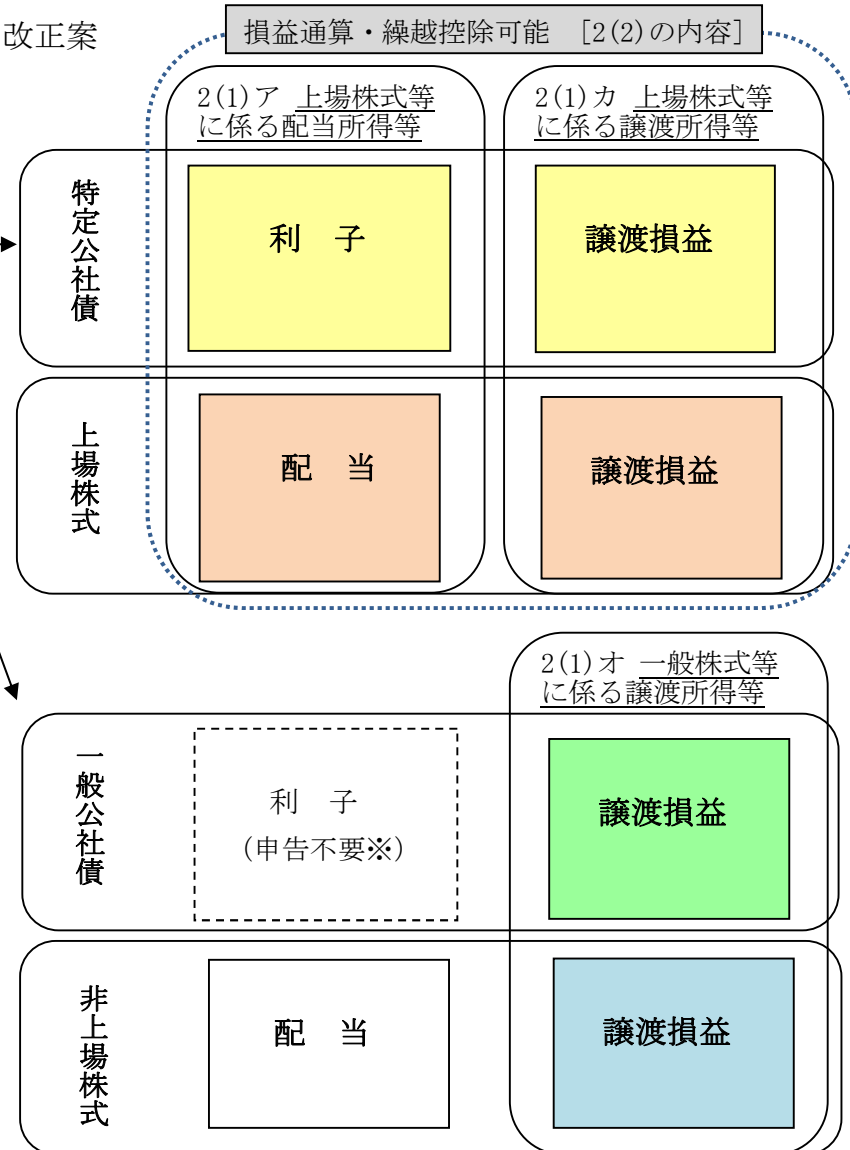 改正案
損益通算・繰越控除可能 [2(2)の内容]
2(1)ア 上場株式等
に係る配当所得等
2(1)カ 上場株式等
に係る譲渡所得等
特定公社債
利 子
譲渡損益
上場株式
配 当
譲渡損益
2(1)オ 一般株式等
に係る譲渡所得等
一般公社債
利 子
(申告不要※)
譲渡損益
非上場株式
配 当
譲渡損益